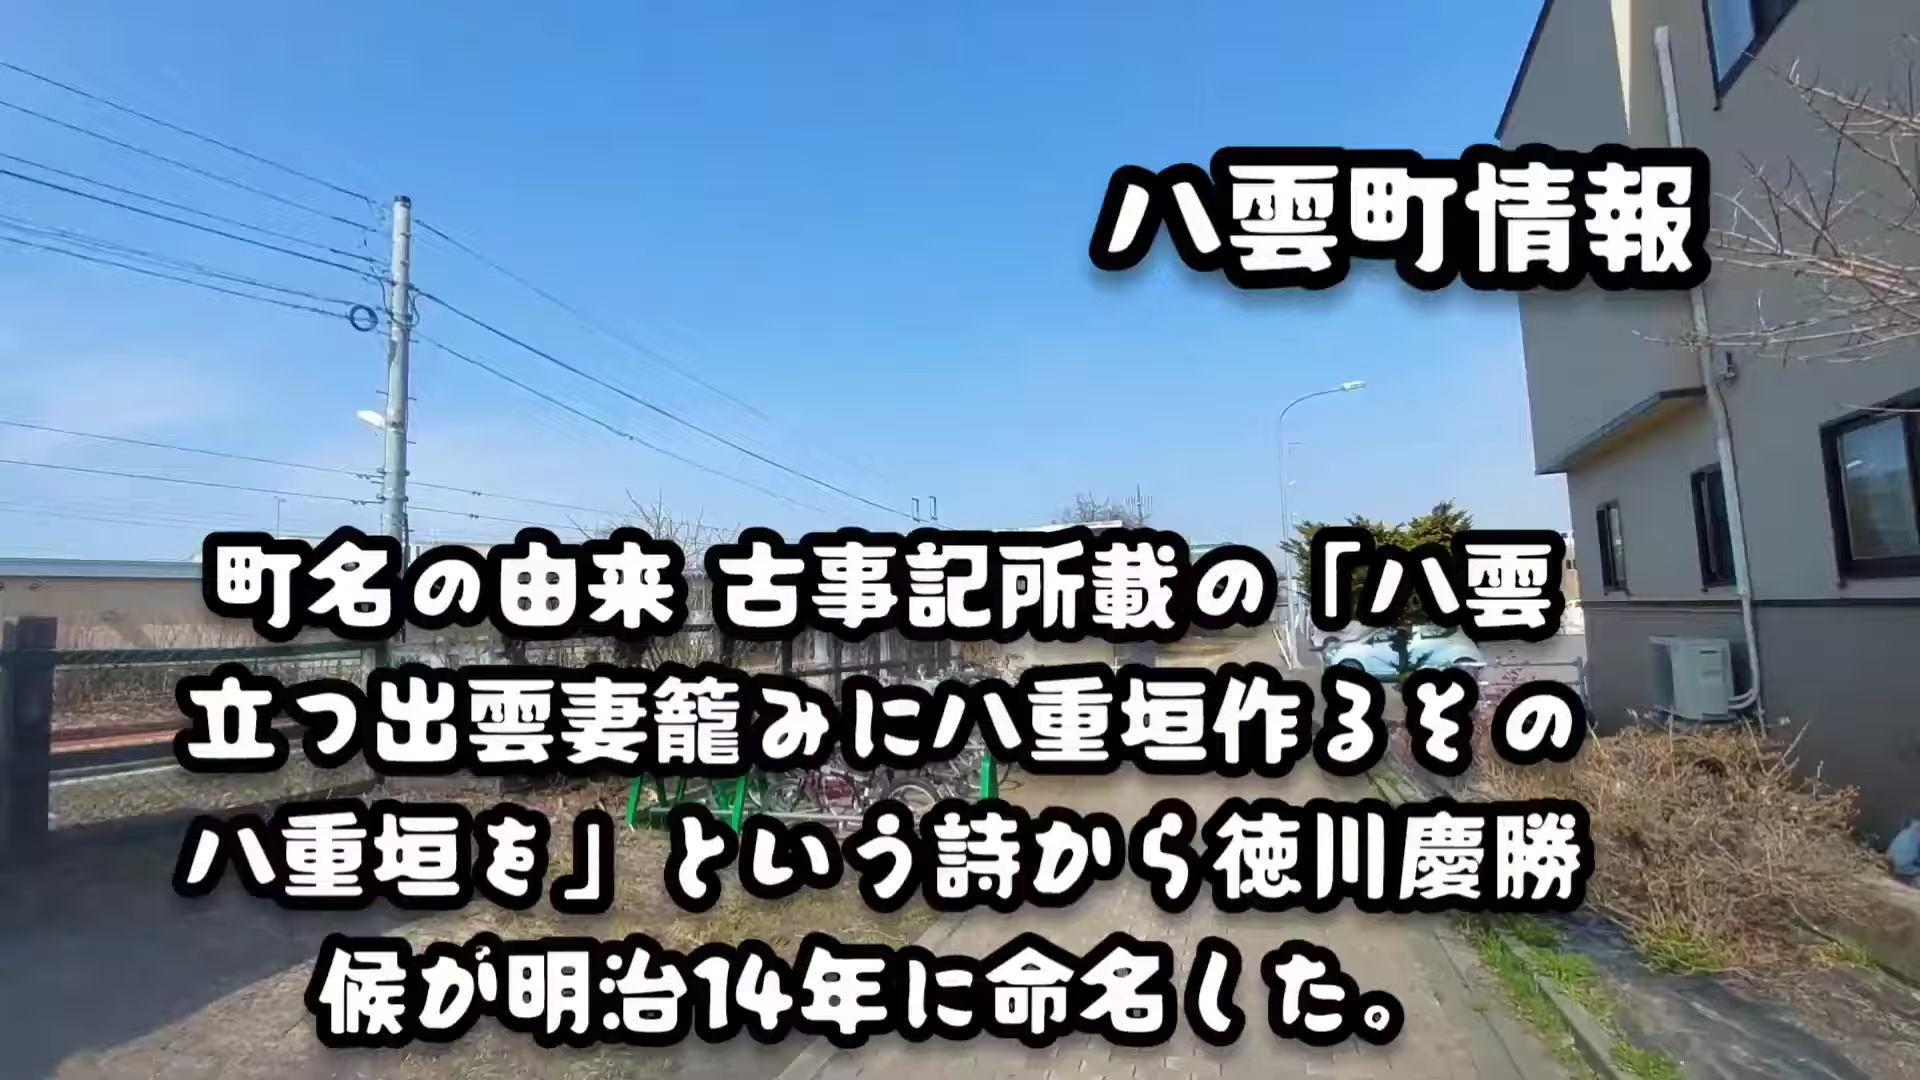 八雲町情報
町名の由来 古事記所載の「八雲
立つ出雲妻籠みに八重垣作るその
八重垣を」という詩から徳川慶勝
候が明治14年に命名した。